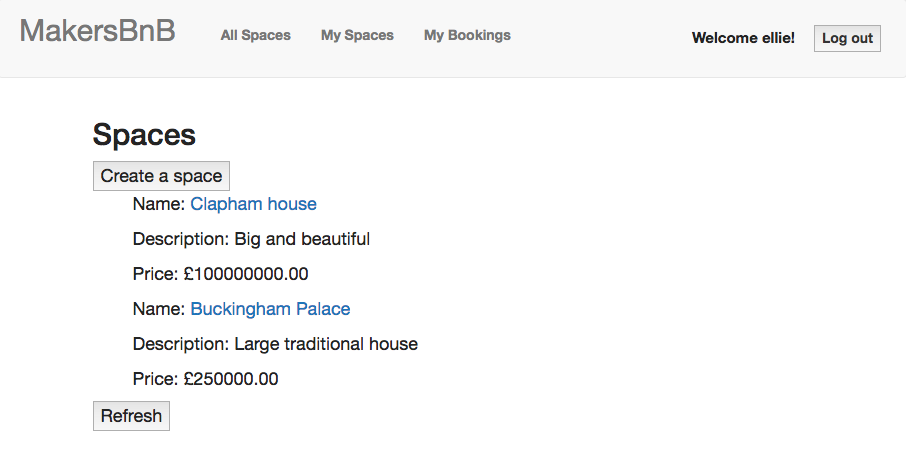 MakersBnB All Spaces My Spaces My Bookings Welcome ellie! Log out
Spaces
Create a space
Name: Clapham house
Description: Big and beautiful
Price: £100000000.00
Name: Buckingham Palace
Description: Large traditional house
Price: £250000.00
Refresh